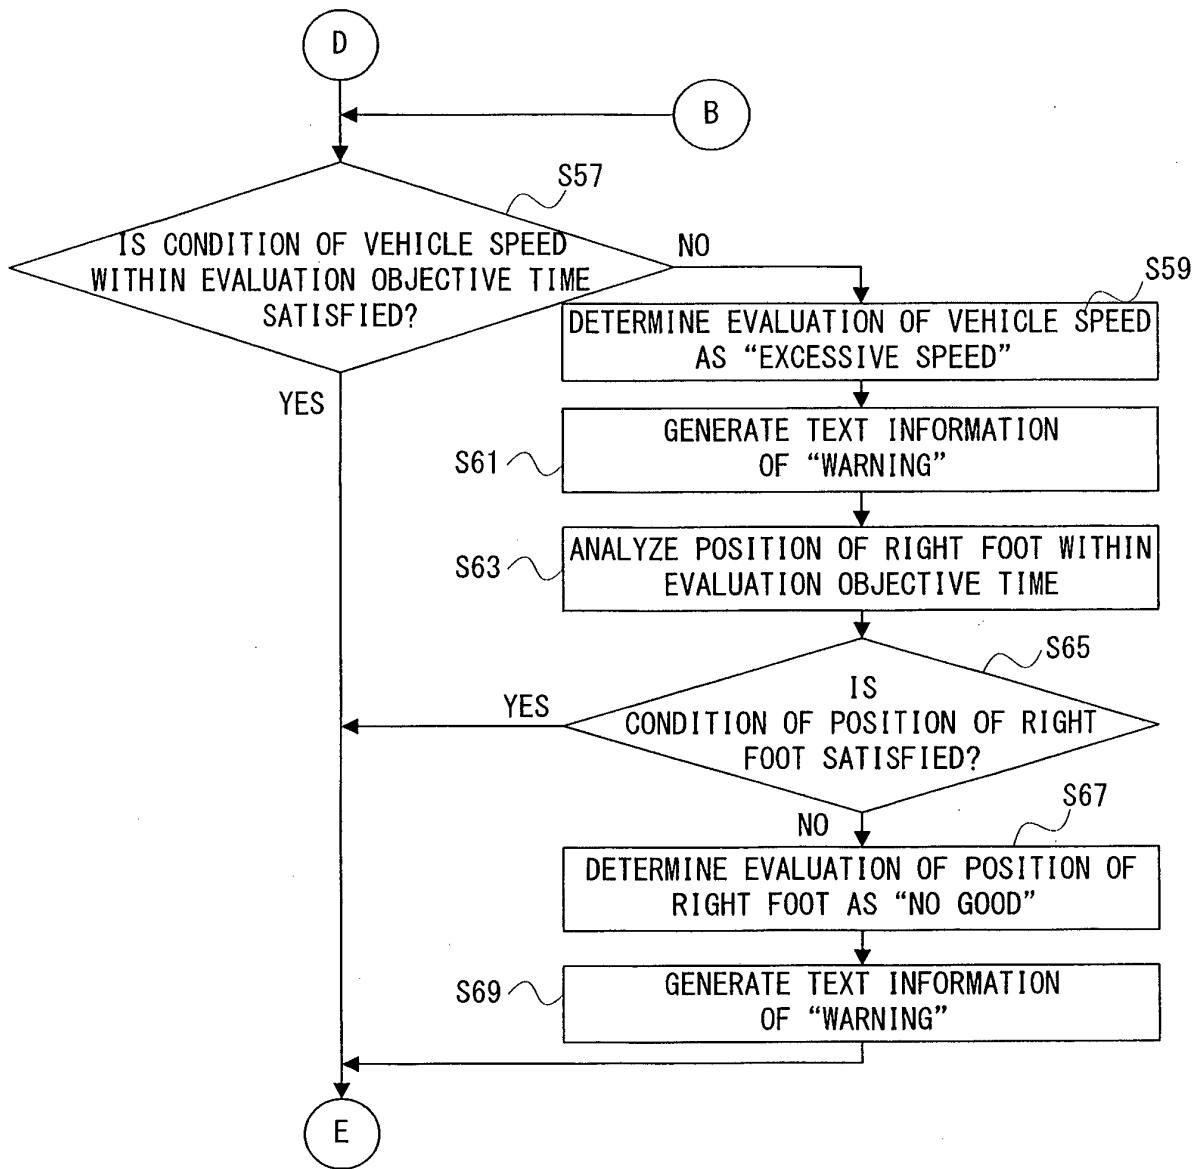 D
B
S57
IS CONDITION OF VEHICLE SPEED
WITHIN EVALUATION OBJECTIVE TIME
SATISFIED?
NO
YES
S59
DETERMINE EVALUATION OF VEHICLE SPEED
AS “EXCESSIVE SPEED”
S61
GENERATE TEXT INFORMATION
OF “WARNING”
S63
ANALYZE POSITION OF RIGHT FOOT WITHIN
EVALUATION OBJECTIVE TIME
S65
IS
CONDITION OF POSITION OF RIGHT
FOOT SATISFIED?
YES
NO
S67
DETERMINE EVALUATION OF POSITION OF
RIGHT FOOT AS “NO GOOD”
S69
GENERATE TEXT INFORMATION
OF “WARNING”
E